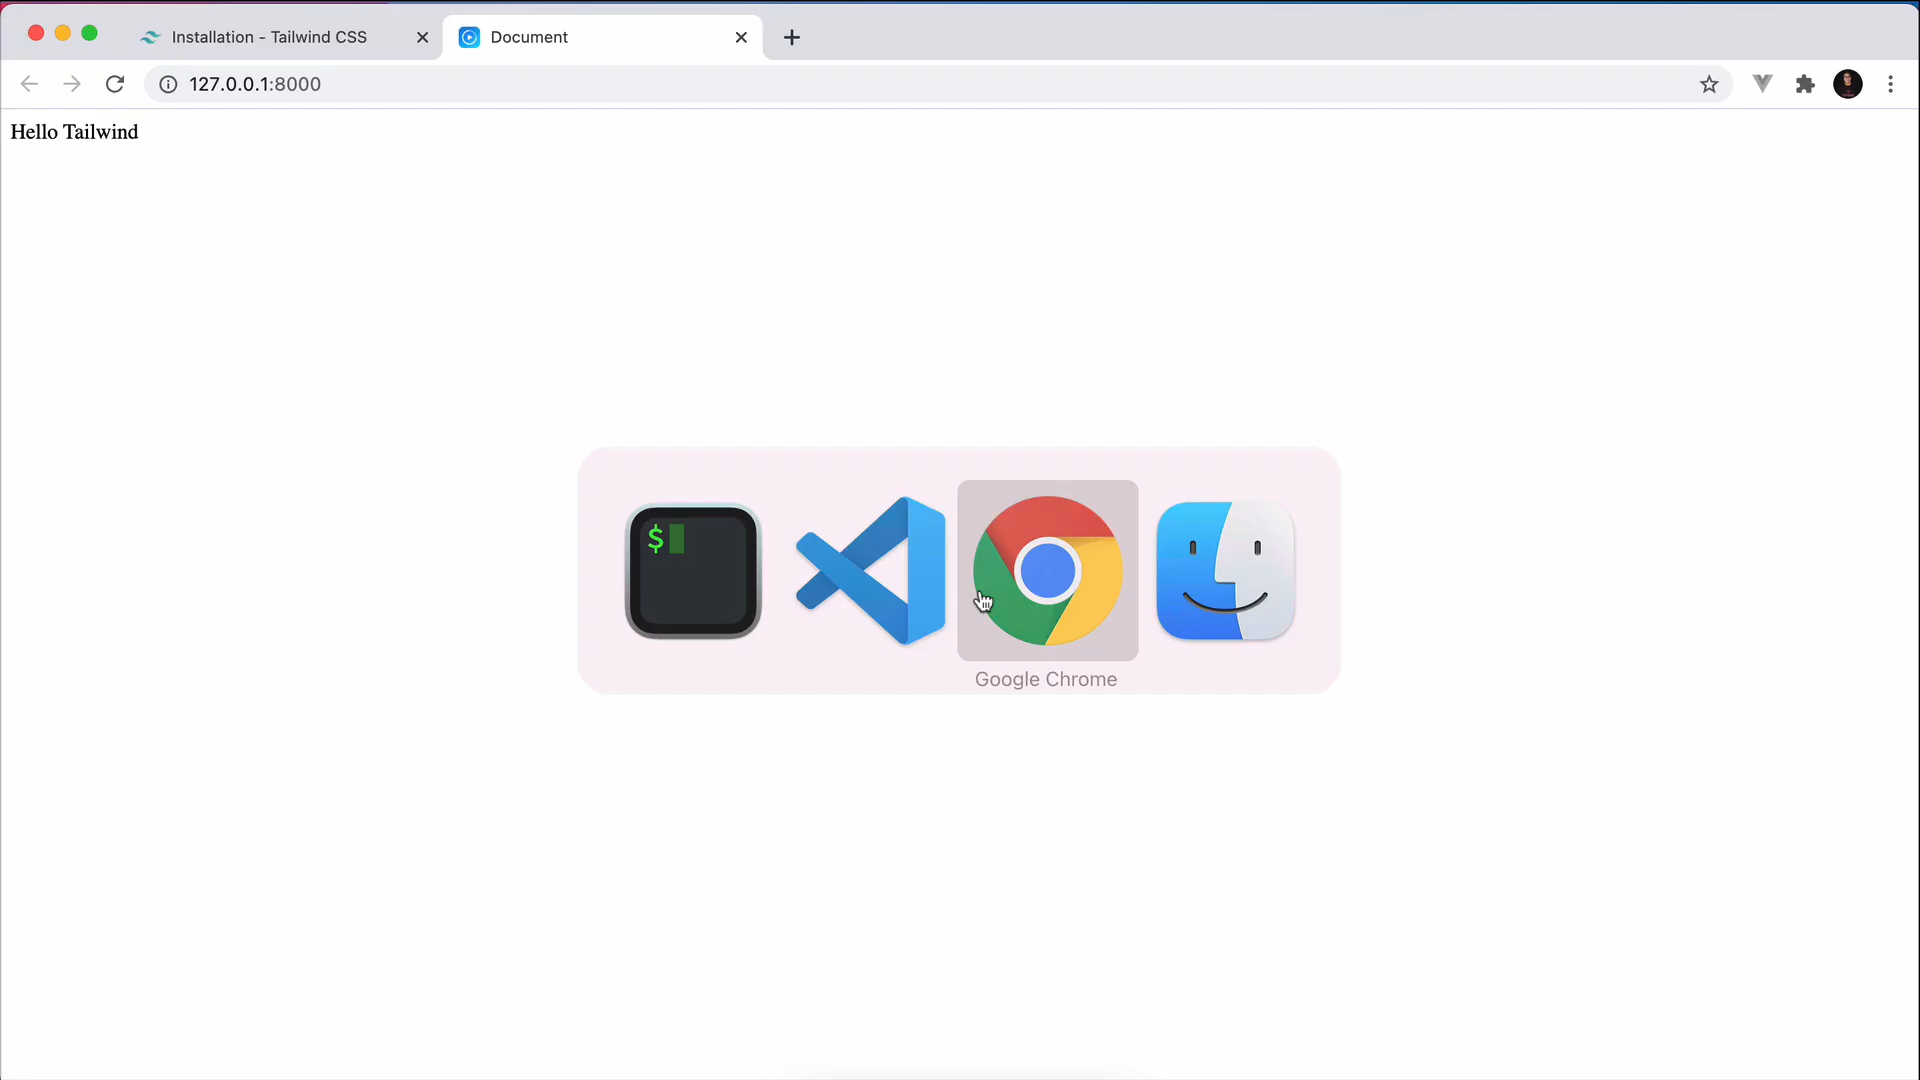 Installation - Tailwind CSS
Document
127.0.0.1:8000
Hello Tailwind
$
Google Chrome